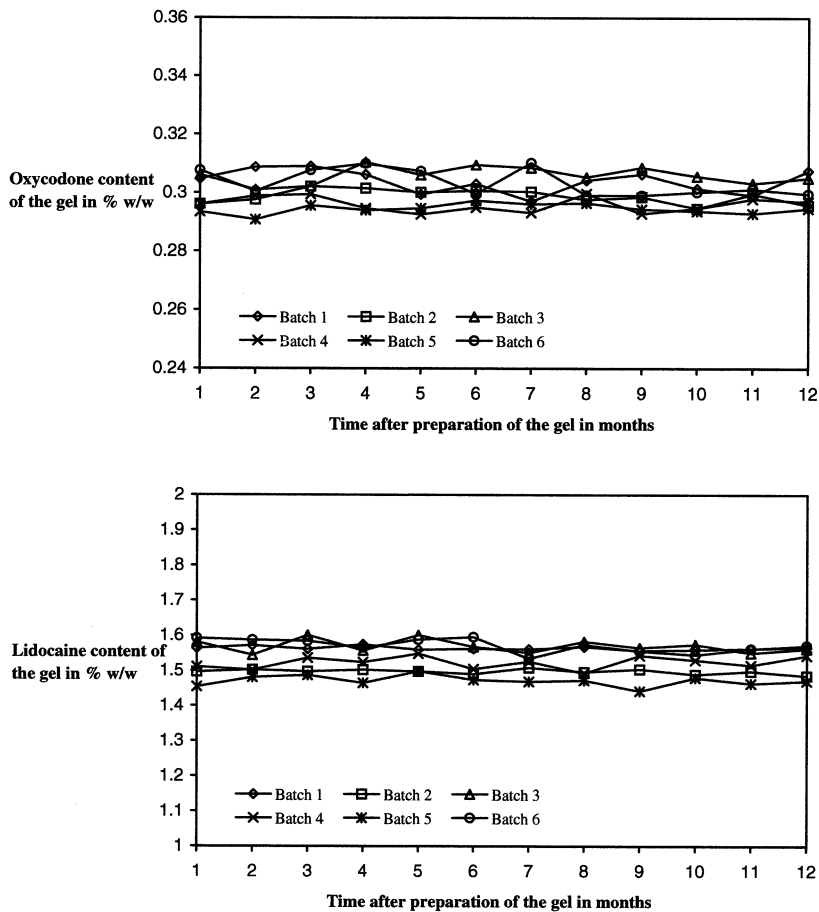 0.36
0.34
0.32
0.3
0.28
0.26
0.24
Oxycodone content
of the gel in % w/w
Batch 1 Batch 2 Batch 3
Batch 4 Batch 5 Batch 6
1 2 3 4 5 6 7 8 9 10 11 12
Time after preparation of the gel in months
2
1.9
1.8
1.7
1.6
1.5
1.4
1.3
1.2
1.1
1
Lidocaine content of
the gel in % w/w
Batch 1 Batch 2 Batch 3
Batch 4 Batch 5 Batch 6
1 2 3 4 5 6 7 8 9 10 11 12
Time after preparation of the gel in months